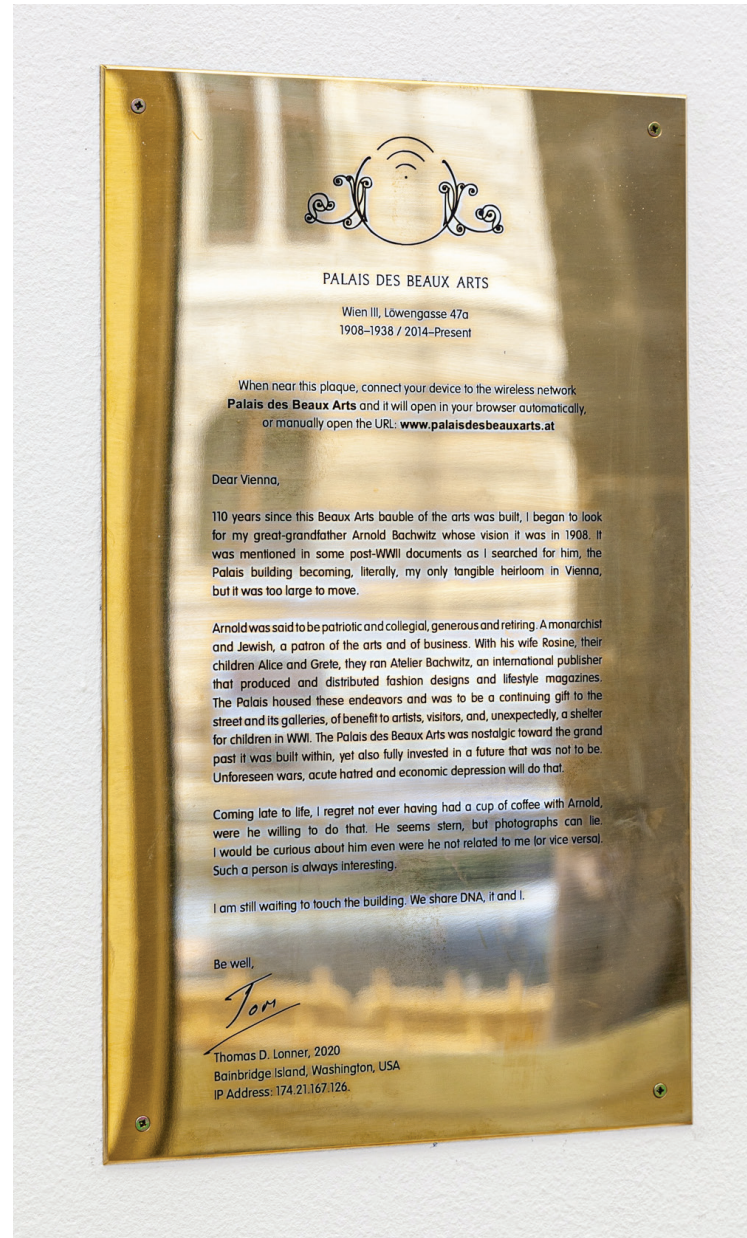 PALAIS DES BEAUX ARTS
Wien III, Löwengasse 47a
1908–1938 / 2014–Present
When near this plaque, connect your device to the wireless network
Palais des Beaux Arts and it will open in your browser automatically,
or manually open the URL: www.palaisdesbeauxarts.at
Dear Vienna,
110 years since this Beaux Arts bauble of the arts was built, I began to look
for my great-grandfather Arnold Bachwitz whose vision it was in 1908. It
was mentioned in some post-WWII documents as I searched for him, the
Palais building becoming, literally, my only tangible heirloom in Vienna,
but it was too large to move.
Arnold was said to be patriotic and collegial, generous and retiring. A monarchist
and Jewish, a patron of the arts and of business. With his wife Rosine, their
children Alice and Grete, they ran Atelier Bachwitz, an international publisher
that produced and distributed fashion designs and lifestyle magazines.
The Palais housed these endeavors and was to be a continuing gift to the
street and its galleries, of benefit to artists, visitors, and, unexpectedly, a shelter
for children in WWI. The Palais des Beaux Arts was nostalgic toward the grand
past it was built within, yet also fully invested in a future that was not to be.
Unforeseen wars, acute hatred and economic depression will do that.
Coming late to life, I regret not ever having had a cup of coffee with Arnold,
were he willing to do that. He seems stern, but photographs can lie.
I would be curious about him even were he not related to me (or vice versa).
Such a person is always interesting.
I am still waiting to touch the building. We share DNA, it and I.
Be well,
Tom
Thomas D. Lonner, 2020
Bainbridge Island, Washington, USA
IP Address: 174.21.167.126.